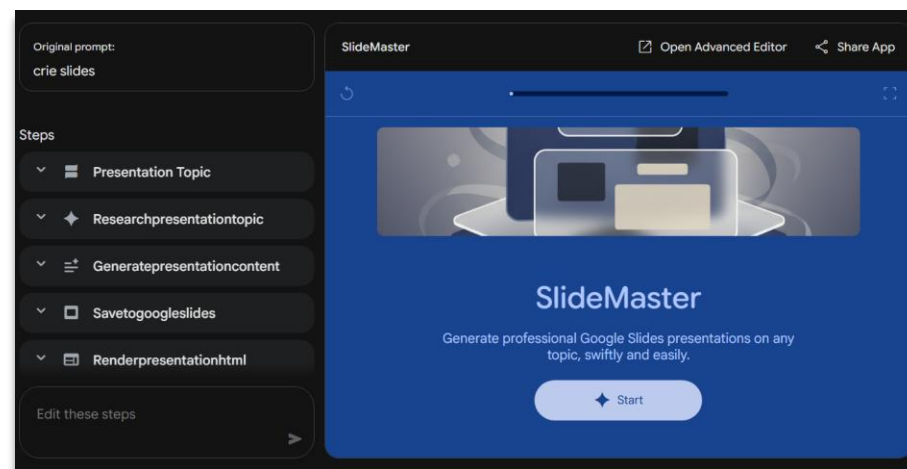 Original prompt:
crie slides
Steps
Presentation Topic
Researchpresentationtopic
Generatepresentationcontent
Savetogoogleslides
Renderpresentationhtml
Edit these steps
SlideMaster
Open Advanced Editor
Share App
SlideMaster
Generate professional Google Slides presentations on any
topic, swiftly and easily.
Start